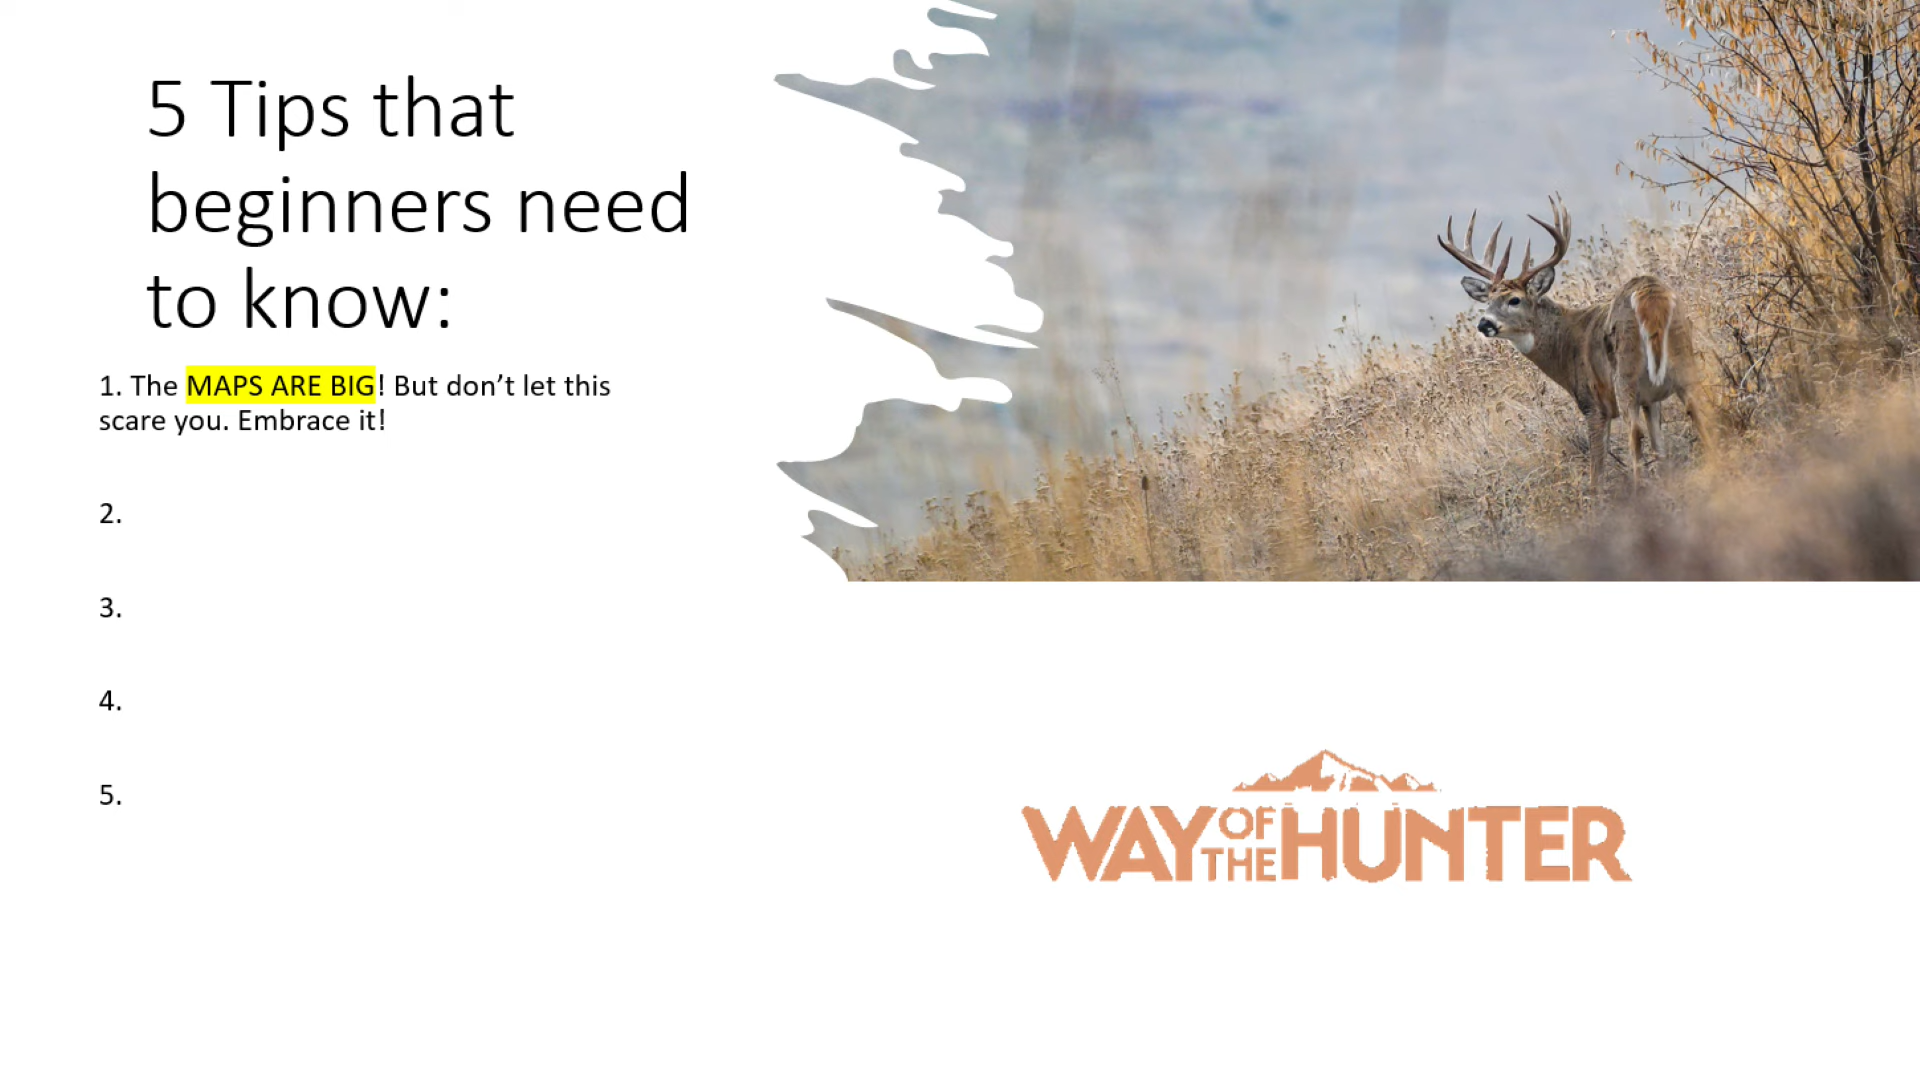 5 Tips that
beginners need
to know:
1. The MAPS ARE BIG! But don’t let this
scare you. Embrace it!
2.
3.
4.
5.
WAY OF THE HUNTER